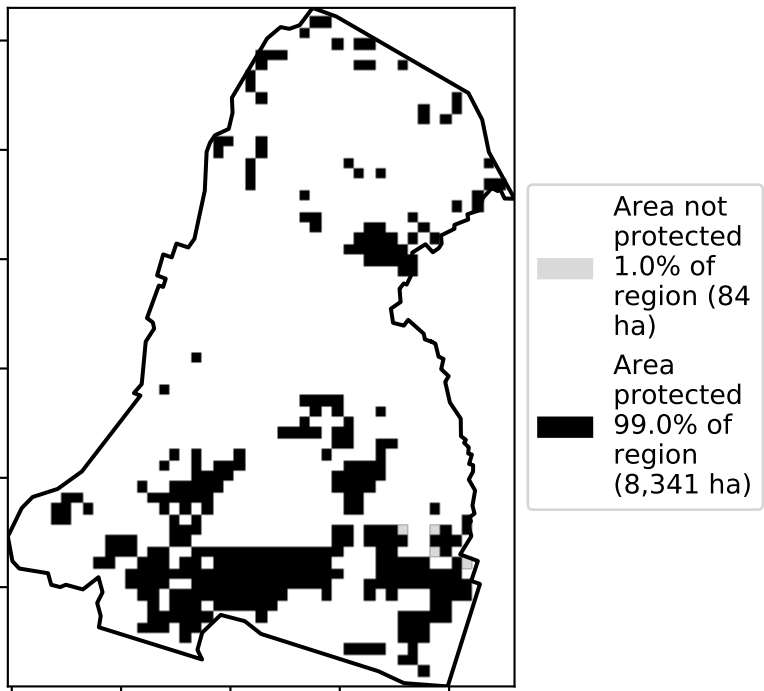 Area not
protected
1.0% of
region (84
ha)
Area
protected
99.0% of
region
(8,341 ha)